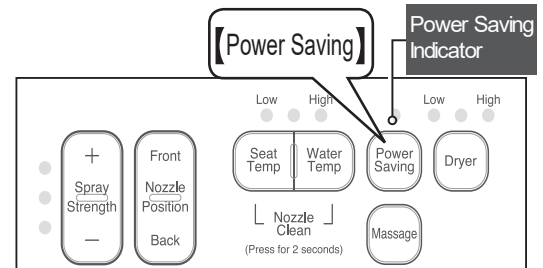 【Power Saving】
Power Saving
Indicator
Low High
Low High
+
Spray
Strength
—
Front
Nozzle
Position
Back
Seat
Temp
Water
Temp
Power
Saving
Dryer
Nozzle
Clean
(Press for 2 seconds)
Massage